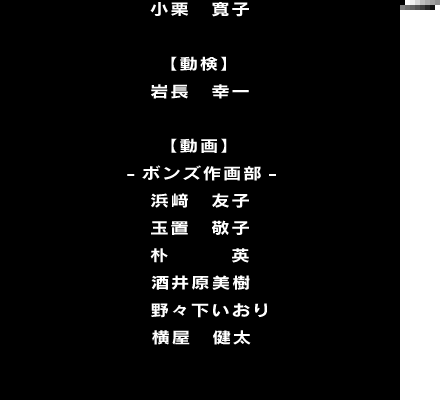 小栗　寛子
【動検】
岩長　幸一
【動画】
－ボンズ作画部－
浜﨑　友子
玉置　敬子
朴　　　英
酒井原美樹
野々下いおり
横屋　健太